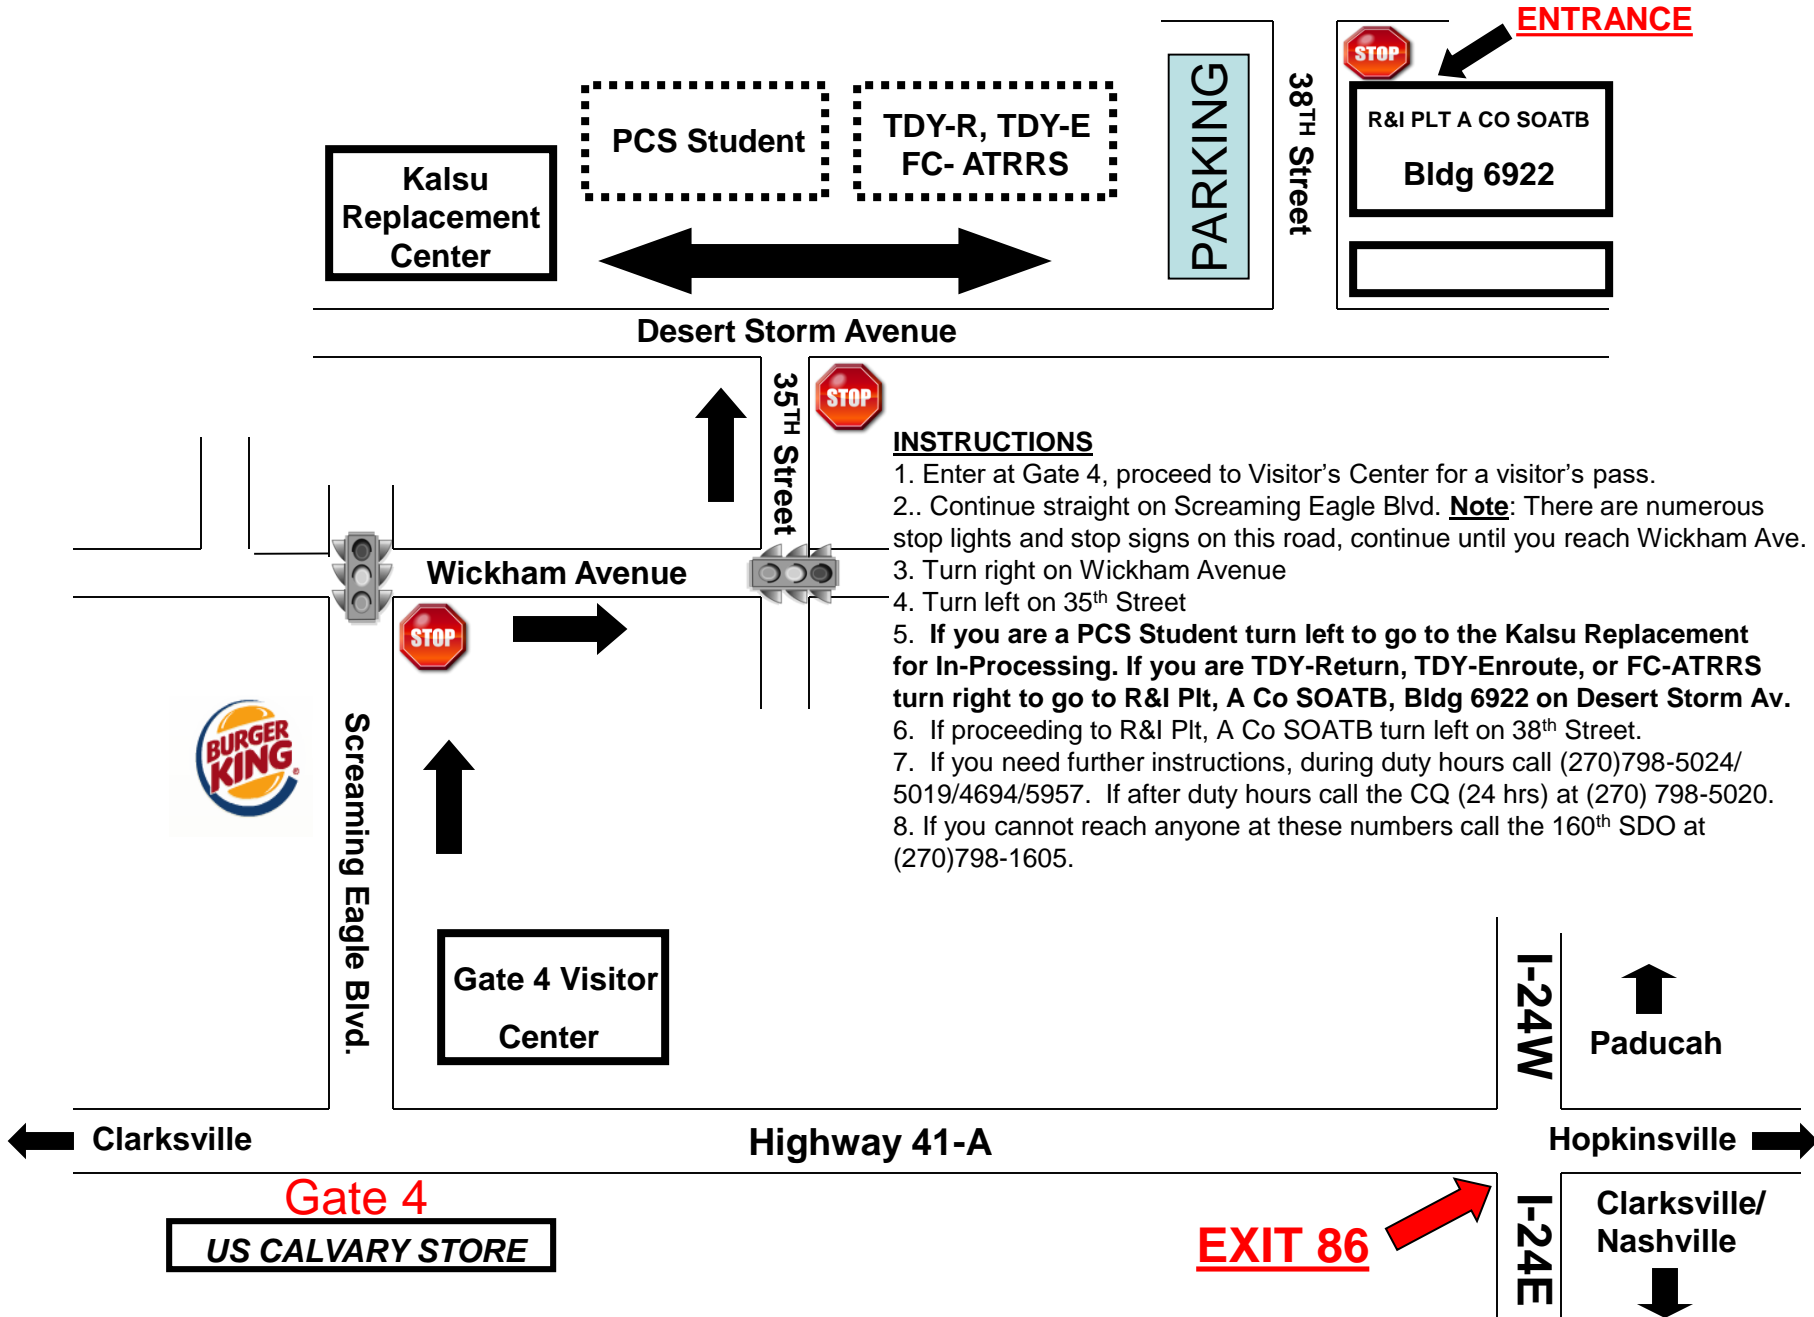 ENTRANCE
STOP
PARKING
38TH Street
R&I PLT A CO SOATB
Bldg 6922
PCS Student
TDY-R, TDY-E
FC- ATRRS
Kalsu
Replacement
Center
Desert Storm Avenue
35TH Street
STOP
INSTRUCTIONS
1. Enter at Gate 4, proceed to Visitor's Center for a visitor's pass.
2.. Continue straight on Screaming Eagle Blvd. Note: There are numerous
stop lights and stop signs on this road, continue until you reach Wickham Ave.
3. Turn right on Wickham Avenue
4. Turn left on 35th Street
5. If you are a PCS Student turn left to go to the Kalsu Replacement
for In-Processing. If you are TDY-Return, TDY-Enroute, or FC-ATRRS
turn right to go to R&I Plt, A Co SOATB, Bldg 6922 on Desert Storm Av.
6. If proceeding to R&I Plt, A Co SOATB turn left on 38th Street.
7. If you need further instructions, during duty hours call (270)798-5024/
5019/4694/5957. If after duty hours call the CQ (24 hrs) at (270) 798-5020.
8. If you cannot reach anyone at these numbers call the 160th SDO at
(270)798-1605.
Wickham Avenue
STOP
BURGER
KING®
Screaming Eagle Blvd.
Gate 4 Visitor
Center
I-24W
Paducah
Clarksville
Highway 41-A
Hopkinsville
Gate 4
US CALVARY STORE
EXIT 86
I-24E
Clarksville/
Nashville